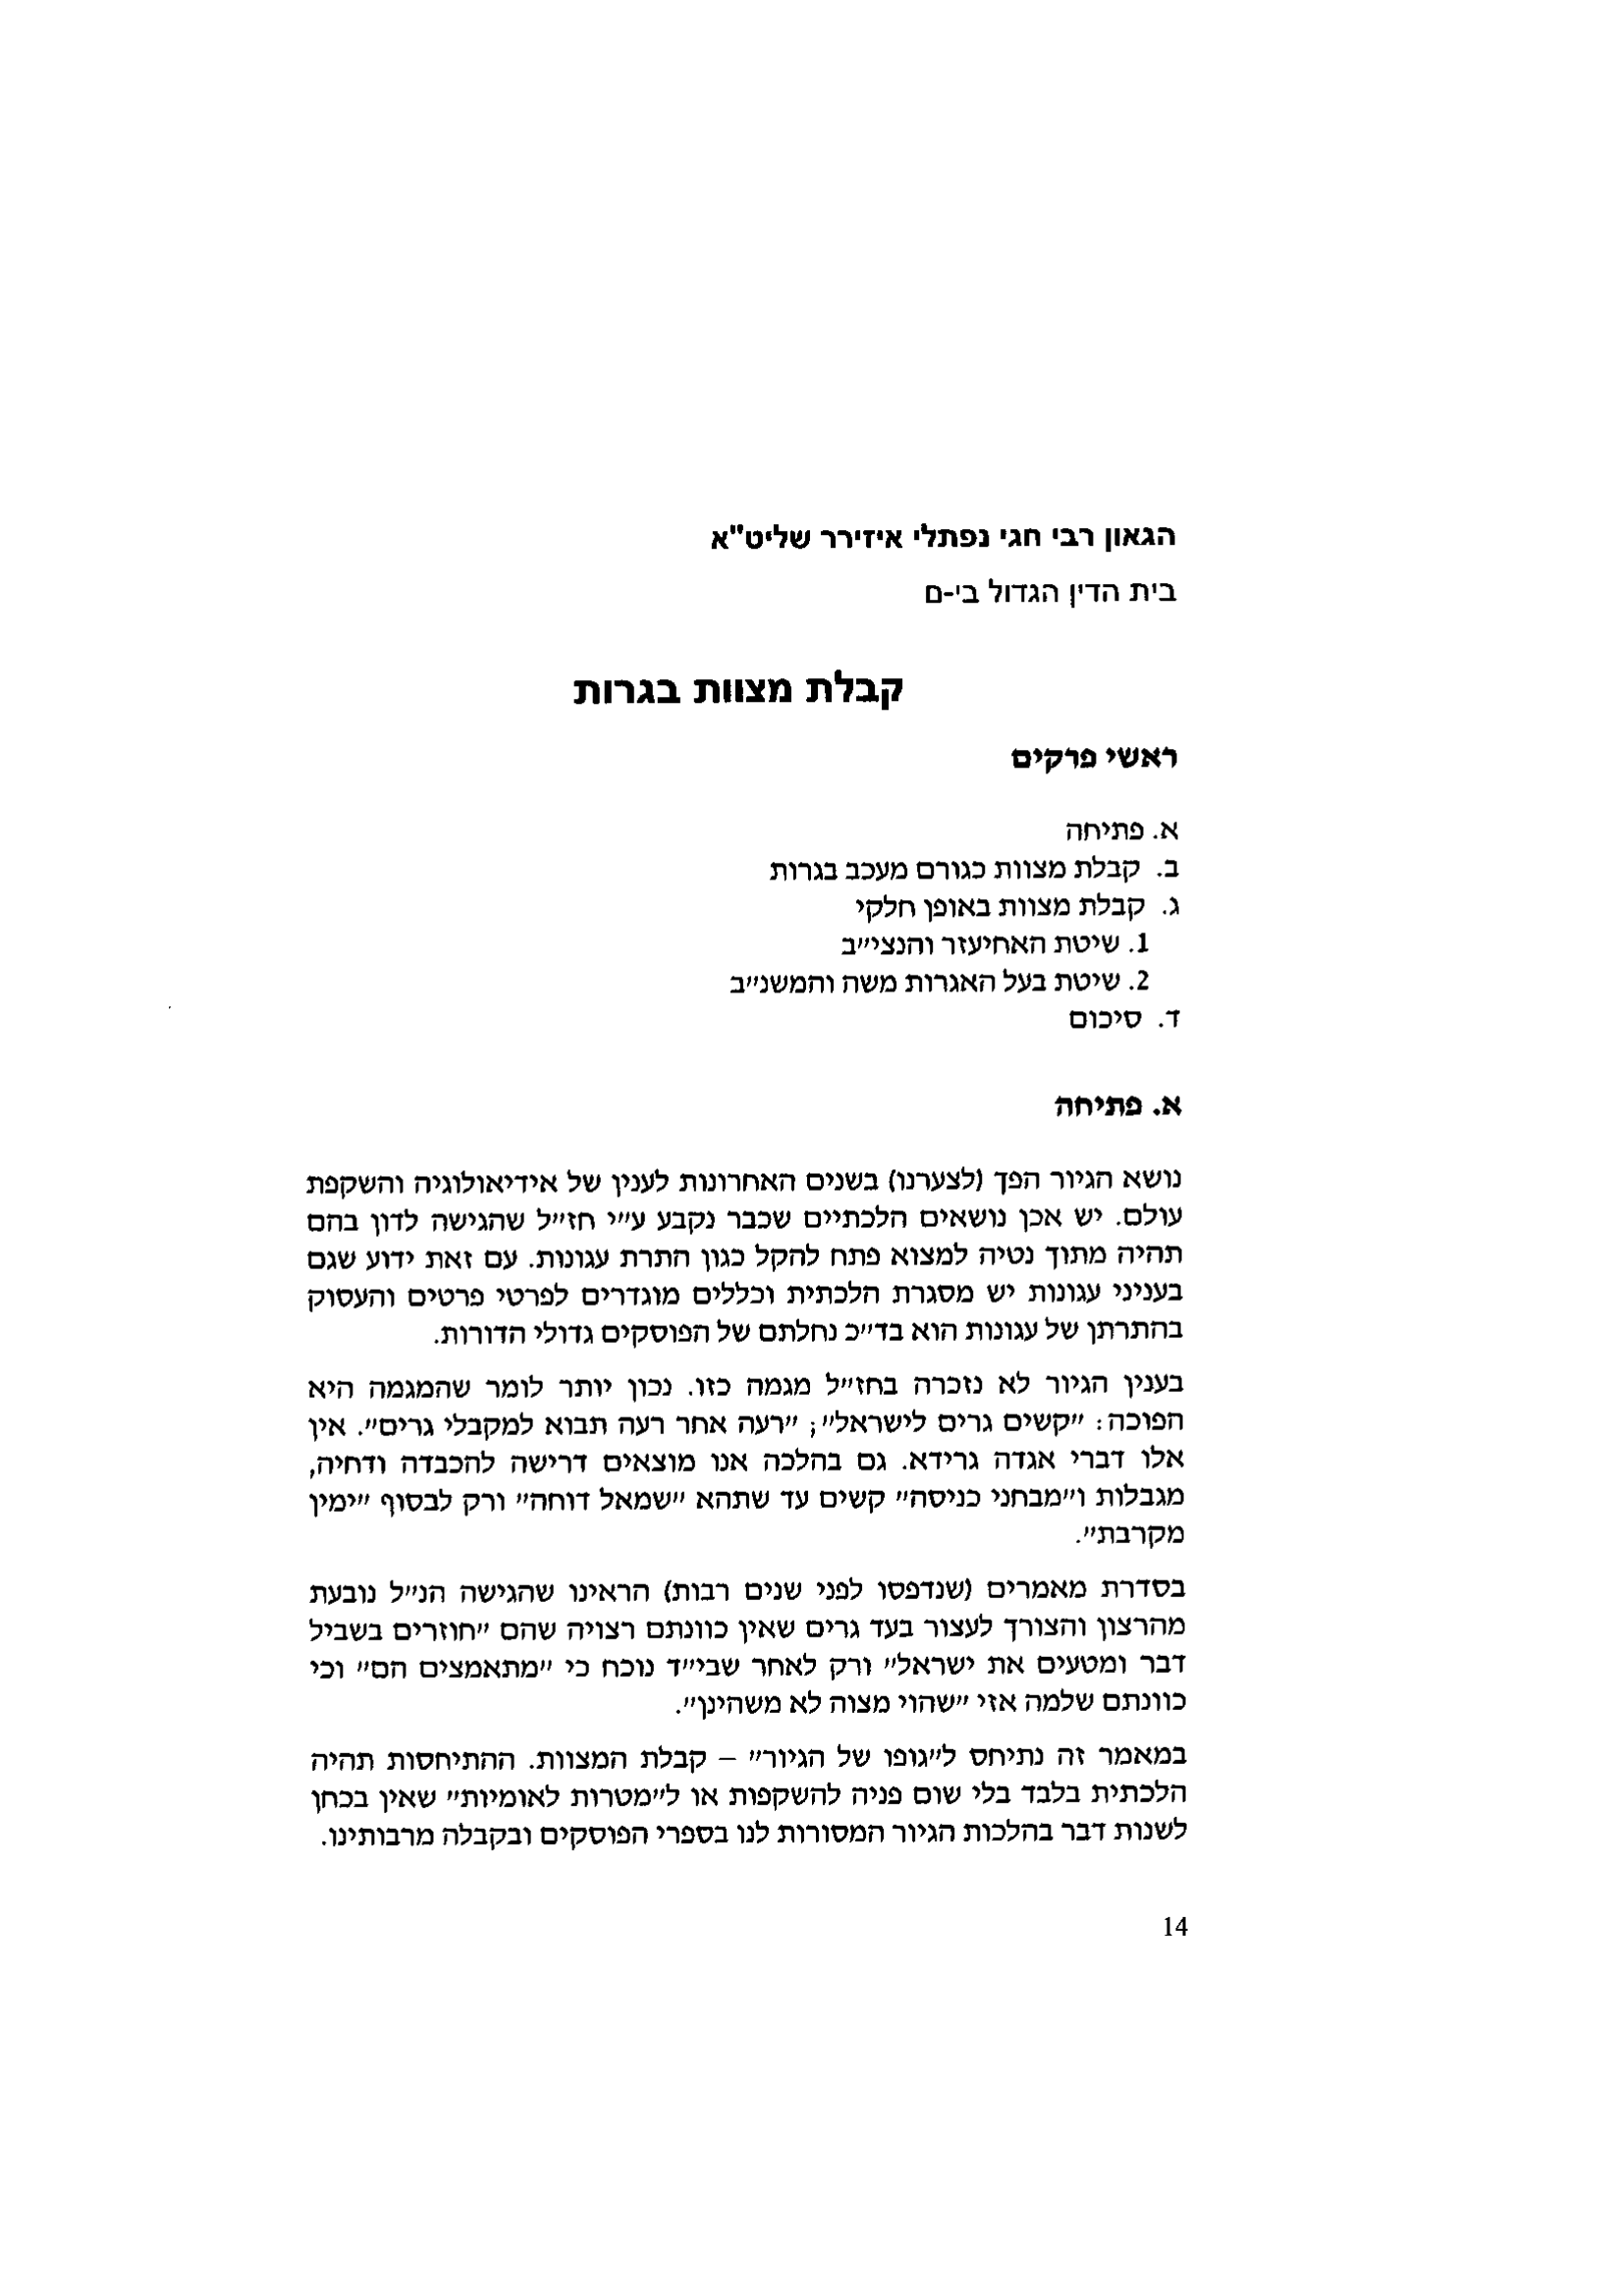 הגאון רבי חגי נפתלי איזירר שליט"א
בית הדין הגדול בי-ם
קבלת מצוות בגרות
ראשי פרקים
א. פתיחה
ב. קבלת מצוות כגורם מעכב בגרות
ג. קבלת מצוות באופן חלקי
1. שיטת האחיעזר והנצי"ב
2. שיטת בעל האגרות משה והמשנ"ב
ד. סיכום
א. פתיחה
נושא הגיור הפך (לצערנו) בשנים האחרונות לענין של אידיאולוגיה והשקפת
עולם. יש אכן נושאים הלכתיים שכבר נקבע ע"י חז"ל שהגישה לדון בהם
תהיה מתוך נטיה למצוא פתח להקל כגון התרת עגונות. עם זאת ידוע שגם
בעניני עגונות יש מסגרת הלכתית וכללים מוגדרים לפרטי פרטים והעסוק
בהתרתן של עגונות הוא בד"כ נחלתם של הפוסקים גדולי הדורות.
בענין הגיור לא נזכרה בחז"ל מגמה כזו. נכון יותר לומר שהמגמה היא
הפוכה: "קשים גרים לישראל"; "רעה אחר רעה תבוא למקבלי גרים". אין
אלו דברי אגדה גרידא. גם בהלכה אנו מוצאים דרישה להכבדה ודחיה,
מגבלות ו"מבחני כניסה" קשים עד שתהא "שמאל דוחה" ורק לבסוף "ימין
מקרבת".
בסדרת מאמרים (שנדפסו לפני שנים רבות) הראינו שהגישה הנ"ל נובעת
מהרצון והצורך לעצור בעד גרים שאין כוונתם רצויה שהם "חוזרים בשביל
דבר ומטעים את ישראל" ורק לאחר שבי"ד נוכח כי "מתאמצים הם" וכי
כוונתם שלמה אזי "שהוי מצוה לא משהינן".
במאמר זה נתיחס ל"גופו של הגיור" – קבלת המצוות. ההתיחסות תהיה
הלכתית בלבד בלי שום פניה להשקפות או ל"מטרות לאומיות" שאין בכחן
לשנות דבר בהלכות הגיור המסורות לנו בספרי הפוסקים ובקבלה מרבותינו.
14